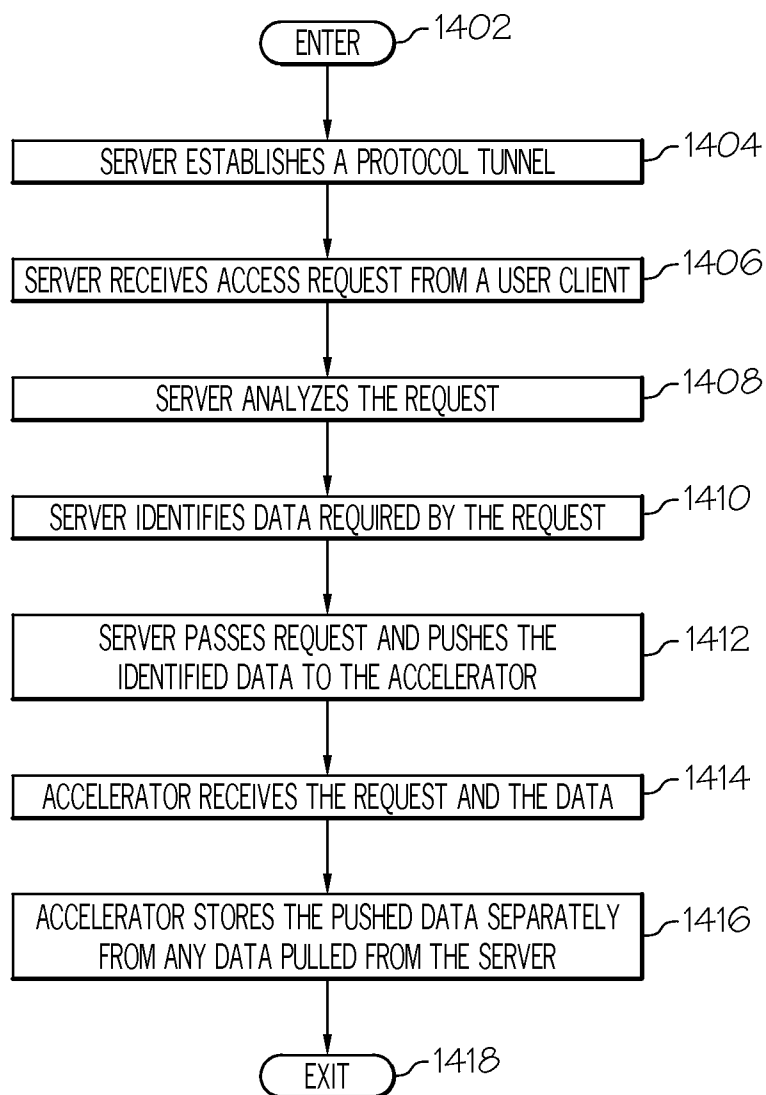 ENTER
1402
SERVER ESTABLISHES A PROTOCOL TUNNEL
1404
SERVER RECEIVES ACCESS REQUEST FROM A USER CLIENT
1406
SERVER ANALYZES THE REQUEST
1408
SERVER IDENTIFIES DATA REQUIRED BY THE REQUEST
1410
SERVER PASSES REQUEST AND PUSHES THE
IDENTIFIED DATA TO THE ACCELERATOR
1412
ACCELERATOR RECEIVES THE REQUEST AND THE DATA
1414
ACCELERATOR STORES THE PUSHED DATA SEPARATELY
FROM ANY DATA PULLED FROM THE SERVER
1416
EXIT
1418